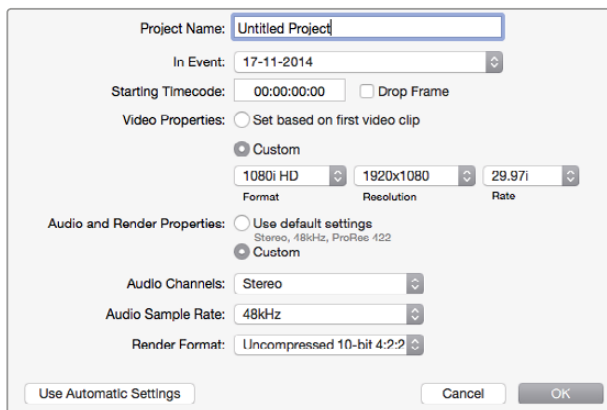 Project Name: Untitled Project
In Event: 17-11-2014
Starting Timecode: 00:00:00:00 Drop Frame
Video Properties: Set based on first video clip
Custom
1080i HD 1920x1080 29.97i
Format Resolution Rate
Audio and Render Properties: Use default settings
Stereo, 48kHz, ProRes 422
Custom
Audio Channels: Stereo
Audio Sample Rate: 48kHz
Render Format: Uncompressed 10-bit 4:2:2
Use Automatic Settings Cancel OK